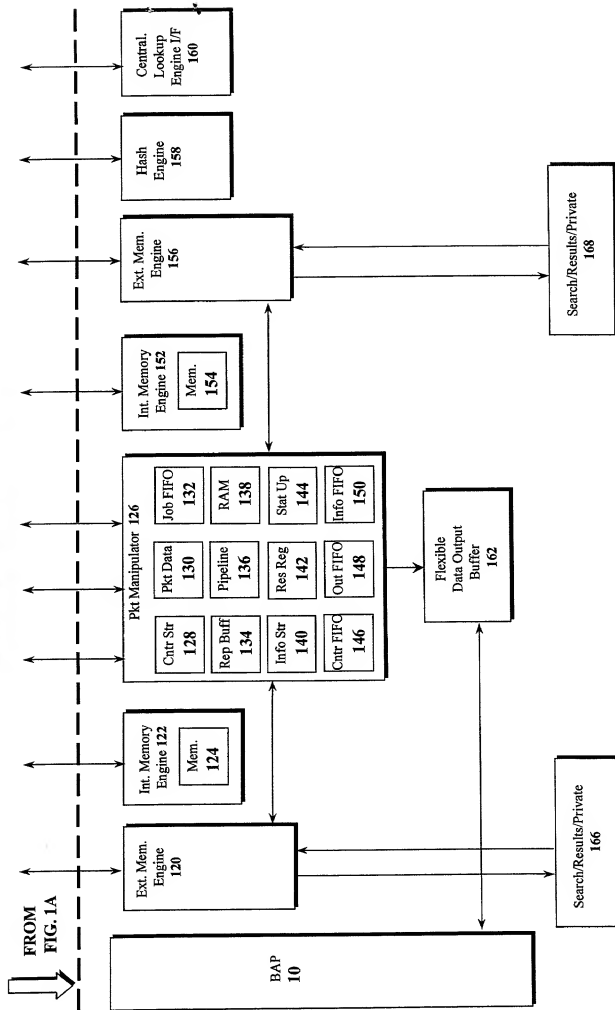 FROM
FIG. 1A
BAP
10
Ext. Mem.
Engine
120
Int. Memory
Engine 122
Mem.
124
Pkt Manipulator 126
Cntr Str
128
Pkt Data
130
Job FIFO
132
Rep Buff
134
Pipeline
136
RAM
138
Info Str
140
Res Reg
142
Stat Up
144
Cntr FIFO
146
Out FIFO
148
Info FIFO
150
Int. Memory
Engine 152
Mem.
154
Ext. Mem.
Engine
156
Hash
Engine
158
Central.
Lookup
Engine I/F
160
Flexible
Data Output
Buffer
162
Search/Results/Private
166
Search/Results/Private
168